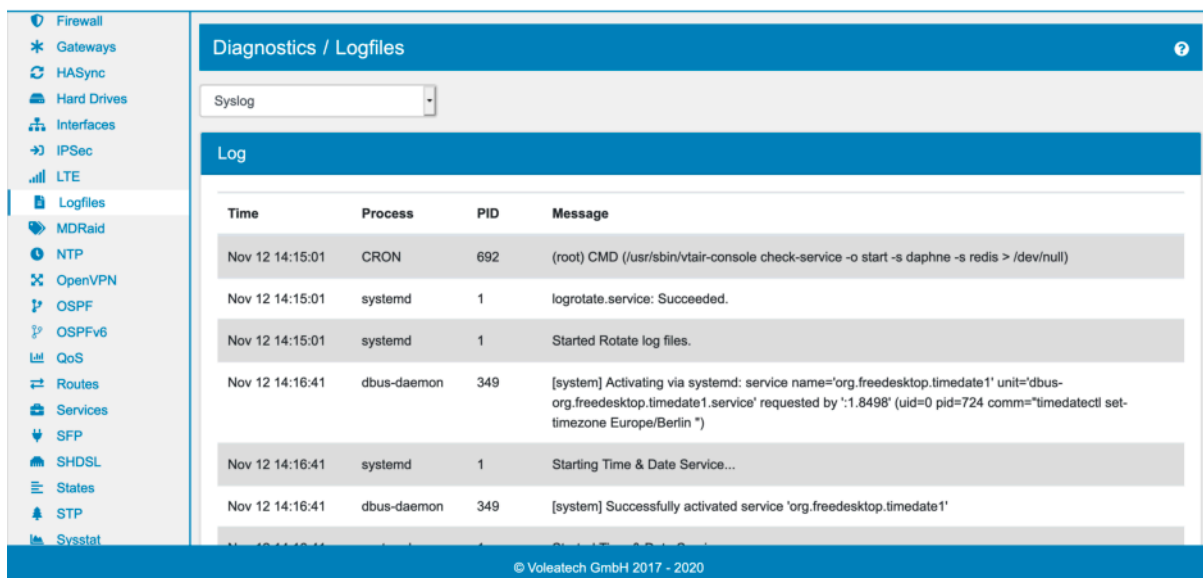 Firewall
Gateways
HASync
Hard Drives
Interfaces
IPSec
LTE
Logfiles
MDRaid
NTP
OpenVPN
OSPF
OSPFv6
QoS
Routes
Services
SFP
SHDSL
States
STP
Sysstat
Diagnostics / Logfiles
Syslog
Log
Time Process PID Message
Nov 12 14:15:01 CRON 692 (root) CMD (/usr/sbin/vtair-console check-service -o start -s daphne -s redis > /dev/null)
Nov 12 14:15:01 systemd 1 logrotate.service: Succeeded.
Nov 12 14:15:01 systemd 1 Started Rotate log files.
Nov 12 14:16:41 dbus-daemon 349 [system] Activating via systemd: service name='org.freedesktop.timedate1' unit='dbus-
org.freedesktop.timedate1.service' requested by ':1.8498' (uid=0 pid=724 comm="timedatectl set-
timezone Europe/Berlin ")
Nov 12 14:16:41 systemd 1 Starting Time & Date Service...
Nov 12 14:16:41 dbus-daemon 349 [system] Successfully activated service 'org.freedesktop.timedate1'
© Voleatech GmbH 2017 - 2020